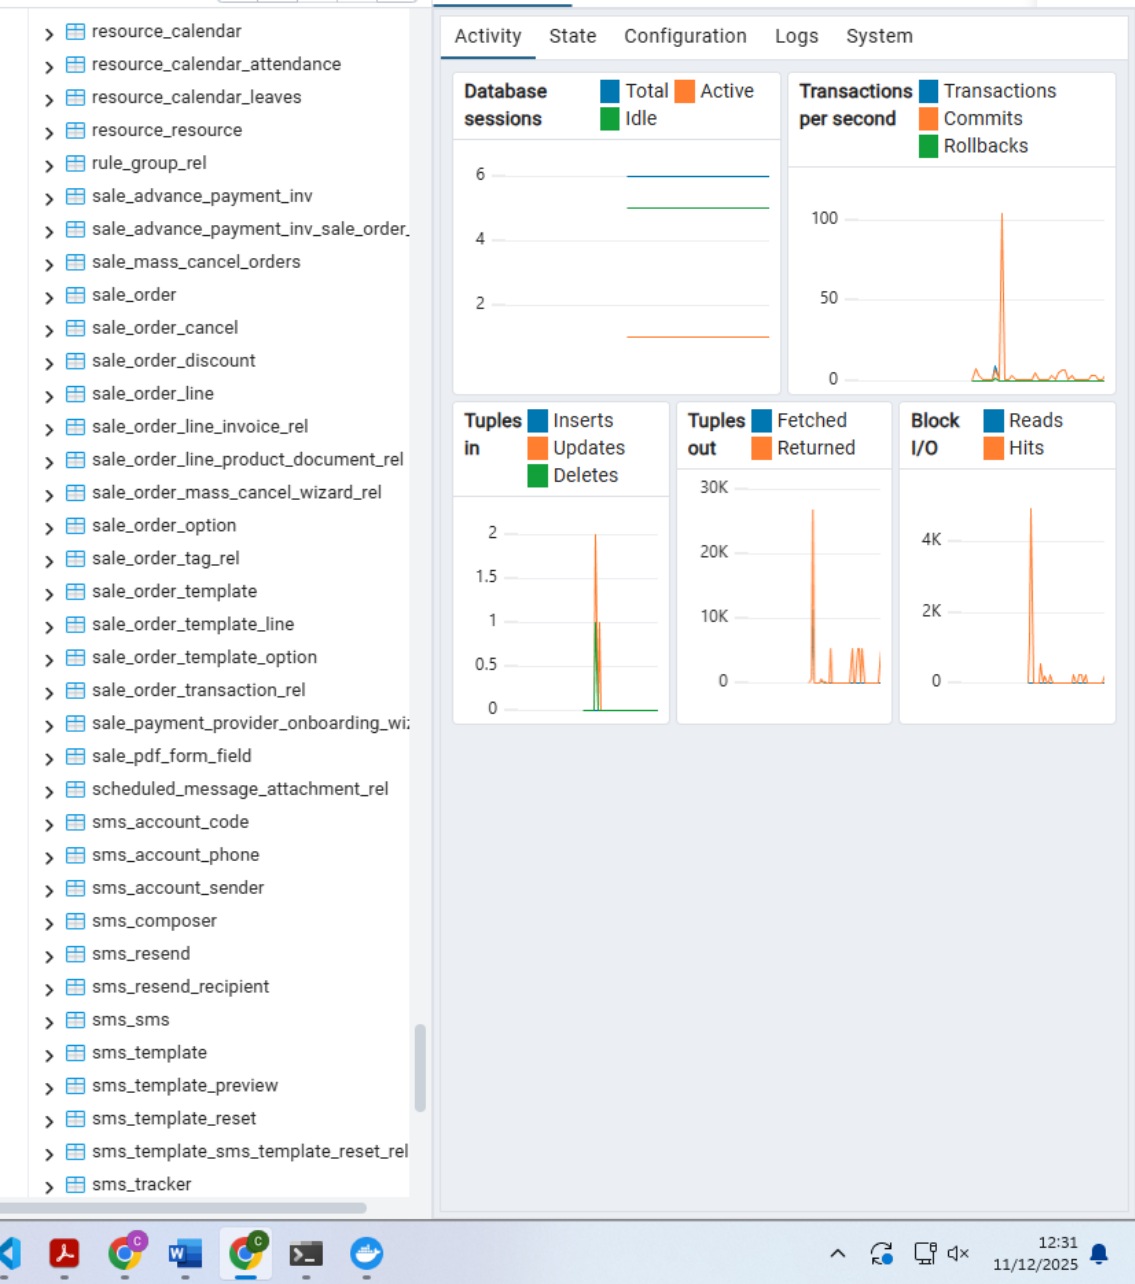 resource_calendar
resource_calendar_attendance
resource_calendar_leaves
resource_resource
rule_group_rel
sale_advance_payment_inv
sale_advance_payment_inv_sale_order_
sale_mass_cancel_orders
sale_order
sale_order_cancel
sale_order_discount
sale_order_line
sale_order_line_invoice_rel
sale_order_line_product_document_rel
sale_order_mass_cancel_wizard_rel
sale_order_option
sale_order_tag_rel
sale_order_template
sale_order_template_line
sale_order_template_option
sale_order_transaction_rel
sale_payment_provider_onboarding_wiz
sale_pdf_form_field
scheduled_message_attachment_rel
sms_account_code
sms_account_phone
sms_account_sender
sms_composer
sms_resend
sms_resend_recipient
sms_sms
sms_template
sms_template_preview
sms_template_reset
sms_template_sms_template_reset_rel
sms_tracker
Activity State Configuration Logs System
Database sessions
Total Active
Idle
6
4
2
Transactions per second
Transactions
Commits
Rollbacks
100
50
0
Tuples in
Inserts
Updates
Deletes
2
1.5
1
0.5
0
Tuples out
Fetched
Returned
30K
20K
10K
0
Block I/O
Reads
Hits
4K
2K
0
C
W
C
12:31
11/12/2025